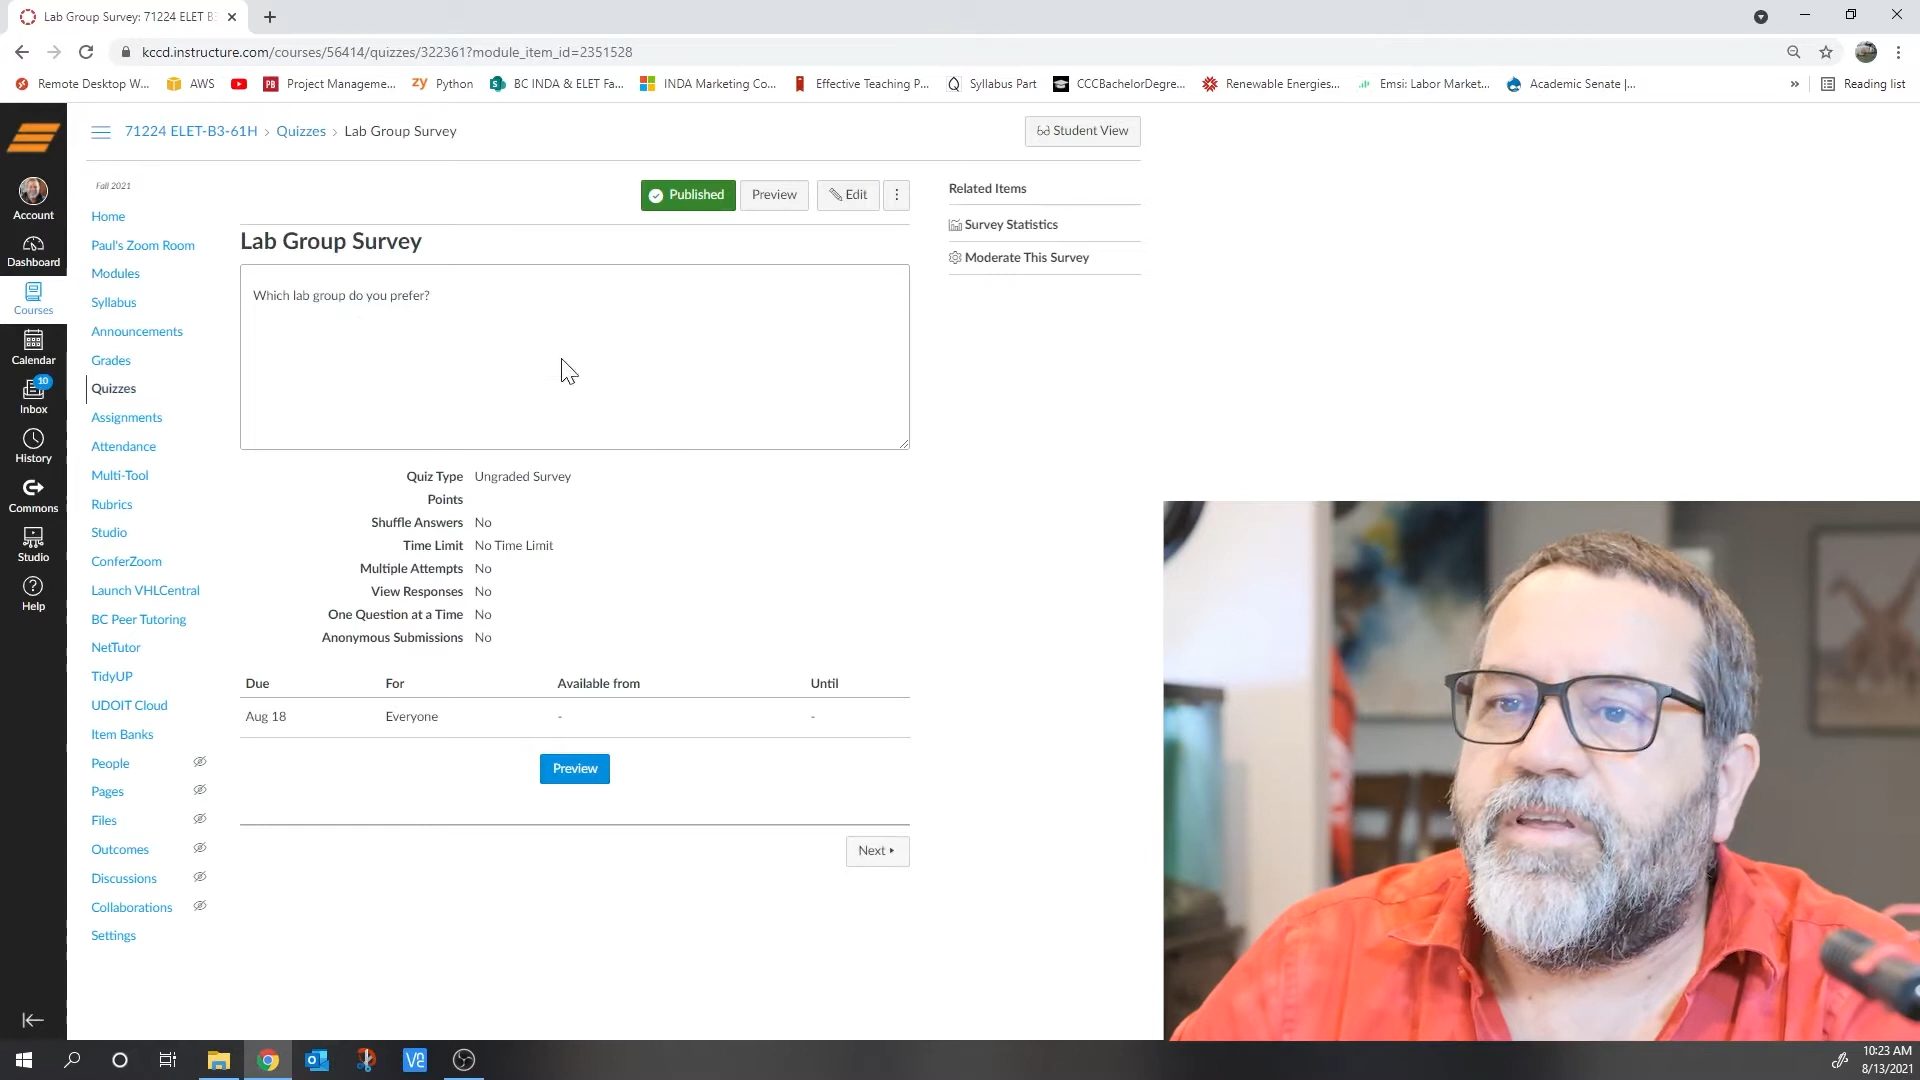 Lab Group Survey: 71224 ELET B3
kccd.instructure.com/courses/56414/quizzes/322361?module_item_id=2351528
Remote Desktop W... AWS PB Project Manageme... ZY Python S BC INDA & ELET Fa... INDA Marketing Co... Effective Teaching P... Q Syllabus Part CCCBachelorDegre... Renewable Energies... Emsi: Labor Market... Academic Senate |... » Reading list
71224 ELET-B3-61H › Quizzes › Lab Group Survey
Student View
Account
Dashboard
Courses
Calendar
10
Inbox
History
Commons
Studio
Help
Fall 2021
Home
Paul's Zoom Room
Modules
Syllabus
Announcements
Grades
Quizzes
Assignments
Attendance
Multi-Tool
Rubrics
Studio
ConferZoom
Launch VHLCentral
BC Peer Tutoring
NetTutor
TidyUP
UDOIT Cloud
Item Banks
People
Pages
Files
Outcomes
Discussions
Collaborations
Settings
Published Preview Edit
Lab Group Survey
Which lab group do you prefer?
Quiz Type Ungraded Survey
Points
Shuffle Answers No
Time Limit No Time Limit
Multiple Attempts No
View Responses No
One Question at a Time No
Anonymous Submissions No
Due For Available from Until
Aug 18 Everyone - -
Preview
Next
Related Items
Survey Statistics
Moderate This Survey
10:23 AM
8/13/2021